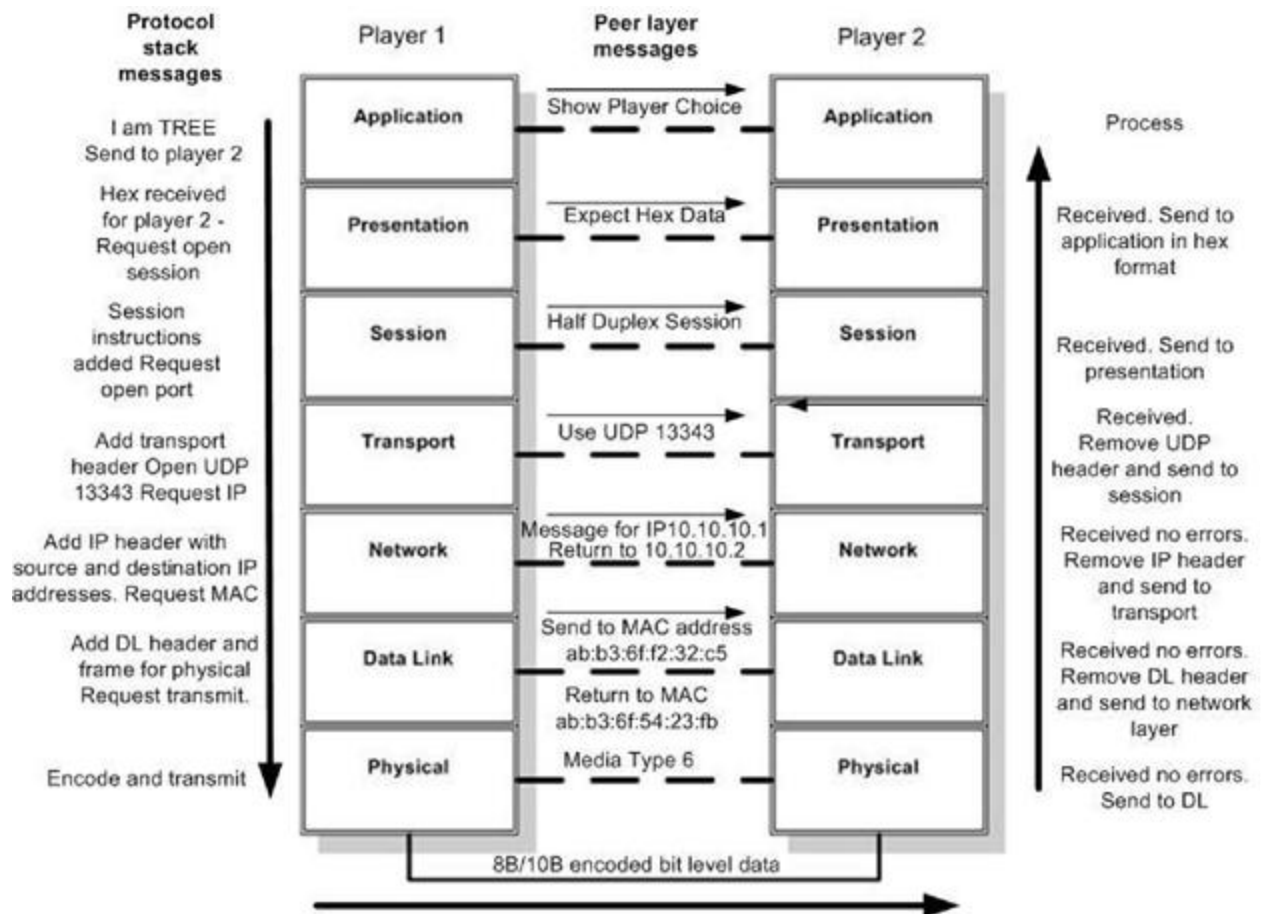 Protocol
stack
messages
Player 1
Peer layer
messages
Player 2
I am TREE
Send to player 2
Application
Show Player Choice
Application
Process
Hex received
for player 2 -
Request open
session
Presentation
Expect Hex Data
Presentation
Received. Send to
application in hex
format
Session
instructions
added Request
open port
Session
Half Duplex Session
Session
Received. Send to
presentation
Add transport
header Open UDP
13343 Request IP
Transport
Use UDP 13343
Transport
Received.
Remove UDP
header and send to
session
Add IP header with
source and destination IP
addresses. Request MAC
Network
Message for IP10.10.10.1
Return to 10.10.10.2
Network
Received no errors.
Remove IP header
and send to
transport
Add DL header and
frame for physical
Request transmit.
Data Link
Send to MAC address
ab:b3:6f:f2:32:c5
Return to MAC
ab:b3:6f:54:23:fb
Data Link
Received no errors.
Remove DL header
and send to network
layer
Encode and transmit
Physical
Media Type 6
Physical
Received no errors.
Send to DL
8B/10B encoded bit level data